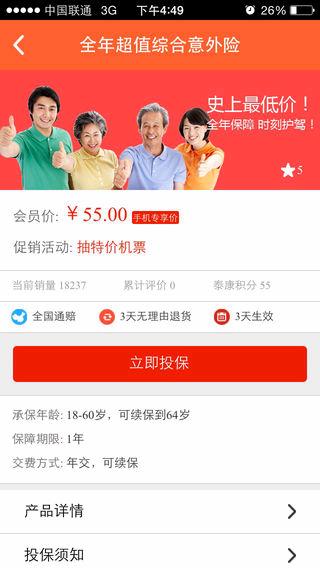 中国联通 3G 下午4:49 26%
全年超值综合意外险
史上最低价！
全年保障 时刻护驾！
5
会员价: ￥55.00 手机专享价
促销活动: 抽特价机票
当前销量 18237 累计评价 0 泰康积分 55
全国通赔 3天无理由退货 3天生效
立即投保
承保年龄: 18-60岁，可续保到64岁
保障期限: 1年
交费方式: 年交，可续保
产品详情
投保须知